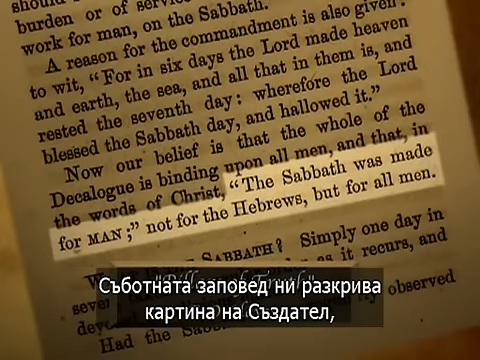 should
burden or of serv
work for man, on the Sabbath.
A reason for the commandment is also given:
to wit, "For in six days the Lord made heaven
and earth, the sea, and all that in them is, and
rested the seventh day: wherefore the Lord
blessed the Sabbath day, and hallowed it."
Now our belief is that the whole of the
Decalogue is binding upon all men, and that, in
the words of Christ, "The Sabbath was made
for MAN;" not for the Hebrews, but for all men.
SABBATH? Simply one day in
as it recurs, and
observed
Had the Sabb
Съботната заповед ни разкрива
картина на Създател,